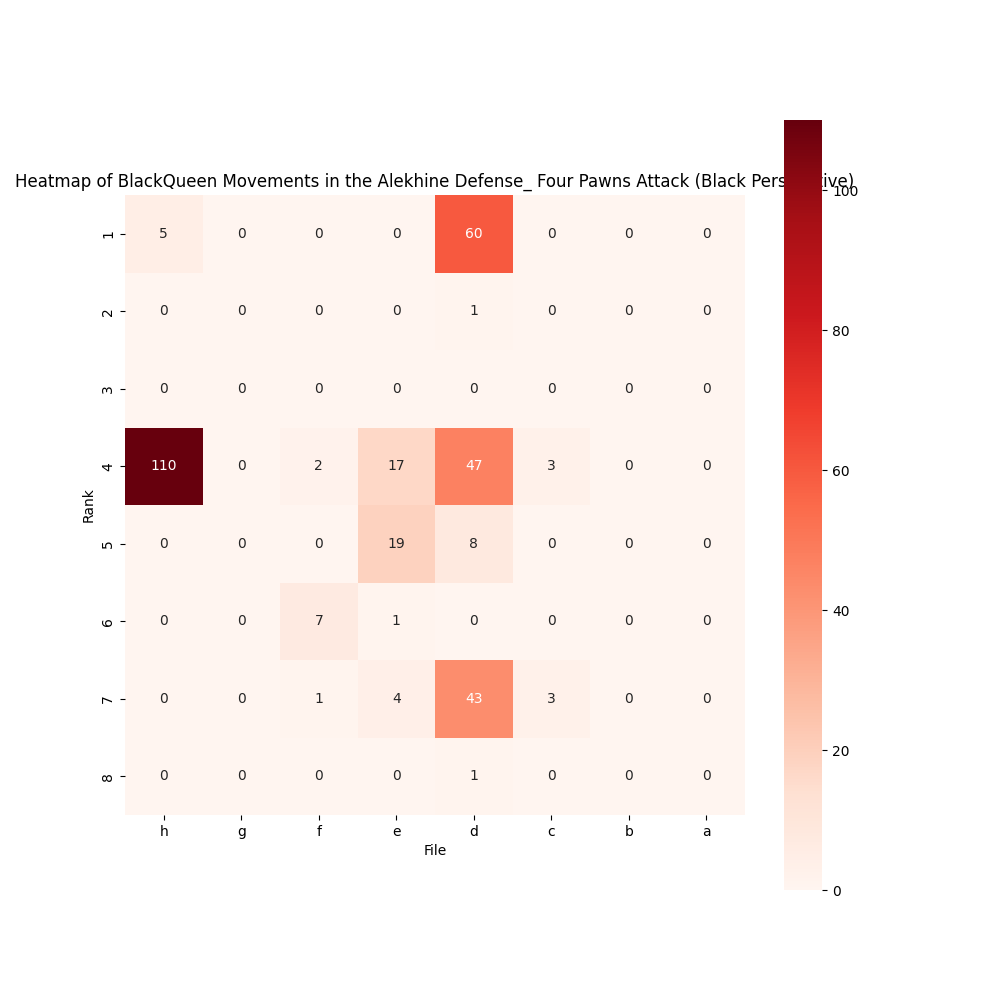 Heatmap of BlackQueen Movements in the Alekhine Defense_ Four Pawns Attack (Black Perspective)
100
1 5 0 0 0 60 0 0 0
80
2 0 0 0 0 1 0 0 0
3 0 0 0 0 0 0 0 0
4 110 0 2 17 47 3 0 0
60
Rank
5 0 0 0 19 8 0 0 0
40
6 0 0 7 1 0 0 0 0
7 0 0 1 4 43 3 0 0
20
8 0 0 0 0 1 0 0 0
h g f e d c b a
File
0